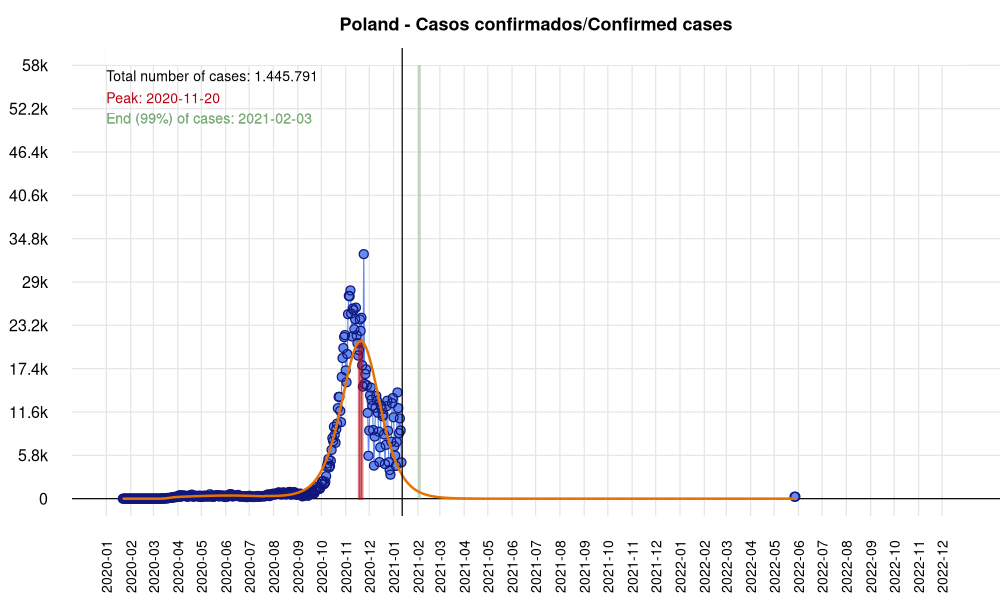 Poland - Casos confirmados/Confirmed cases
Total number of cases: 1.445.791
Peak: 2020-11-20
End (99%) of cases: 2021-02-03
58k
52.2k
46.4k
40.6k
34.8k
29k
23.2k
17.4k
11.6k
5.8k
0
2020-01
2020-02
2020-03
2020-04
2020-05
2020-06
2020-07
2020-08
2020-09
2020-10
2020-11
2020-12
2021-01
2021-02
2021-03
2021-04
2021-05
2021-06
2021-07
2021-08
2021-09
2021-10
2021-11
2021-12
2022-01
2022-02
2022-03
2022-04
2022-05
2022-06
2022-07
2022-08
2022-09
2022-10
2022-11
2022-12